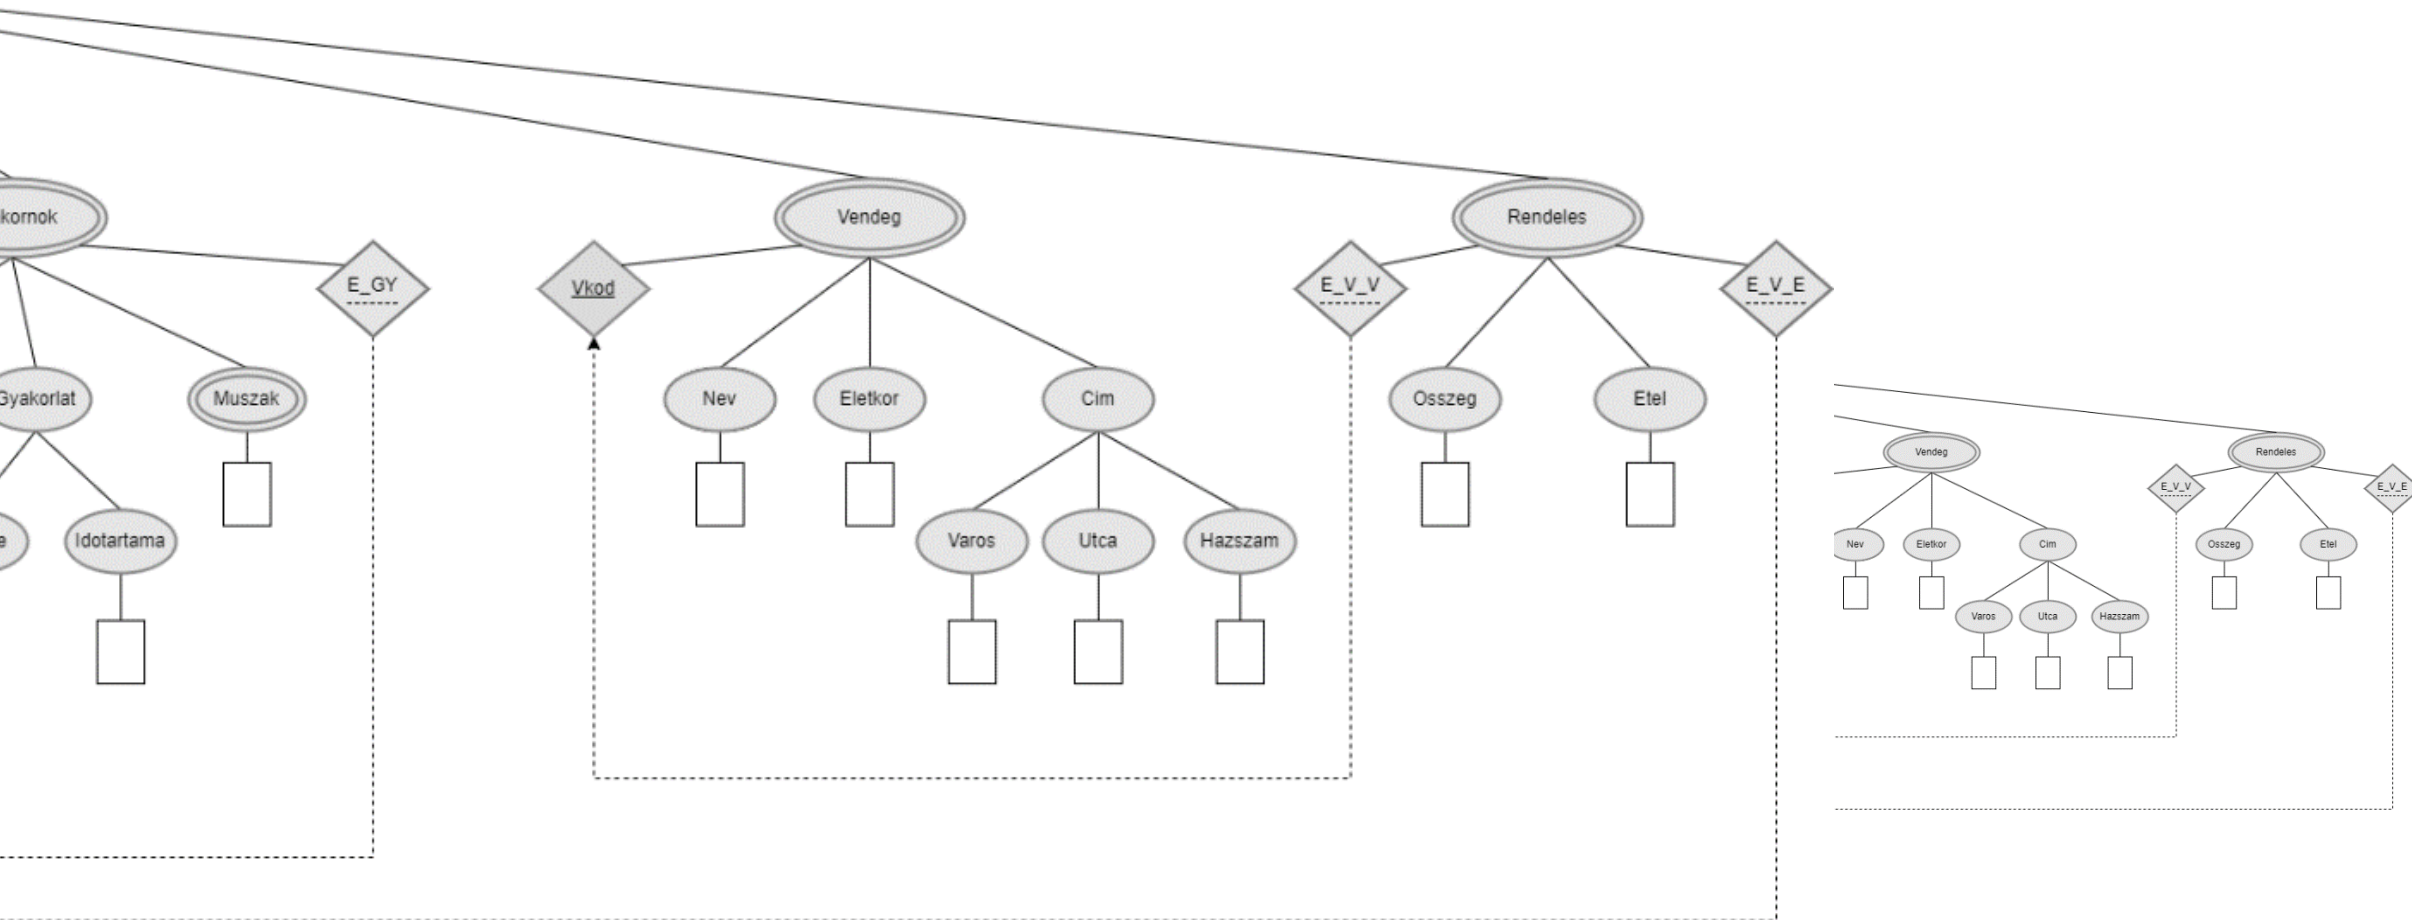 kornok
Vendeg
Rendeles
E_GY
Vkod
E_V_V
E_V_E
Gyakorlat
Muszak
Nev
Eletkor
Cim
Osszeg
Etel
e
Idotartama
Varos
Utca
Hazszam
Vendeg
Rendeles
E_V_V
E_V_E
Nev
Eletkor
Cim
Osszeg
Etel
Varos
Utca
Hazszam